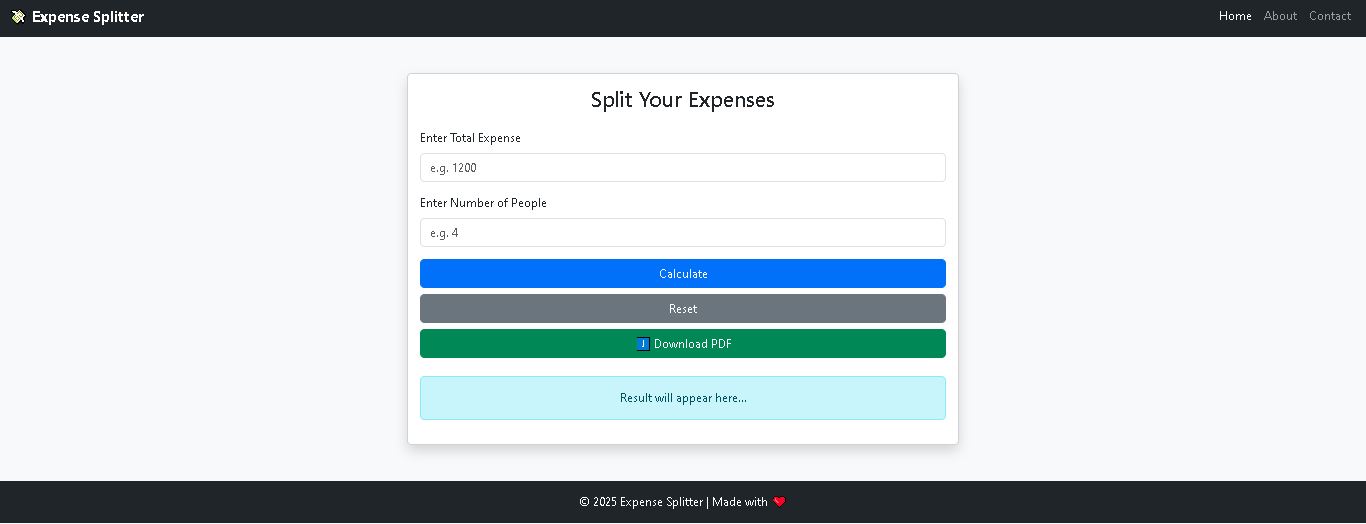 Expense Splitter
Home About Contact
Split Your Expenses
Enter Total Expense
e.g. 1200
Enter Number of People
e.g. 4
Calculate
Reset
Download PDF
Result will appear here...
© 2025 Expense Splitter | Made with ❤️